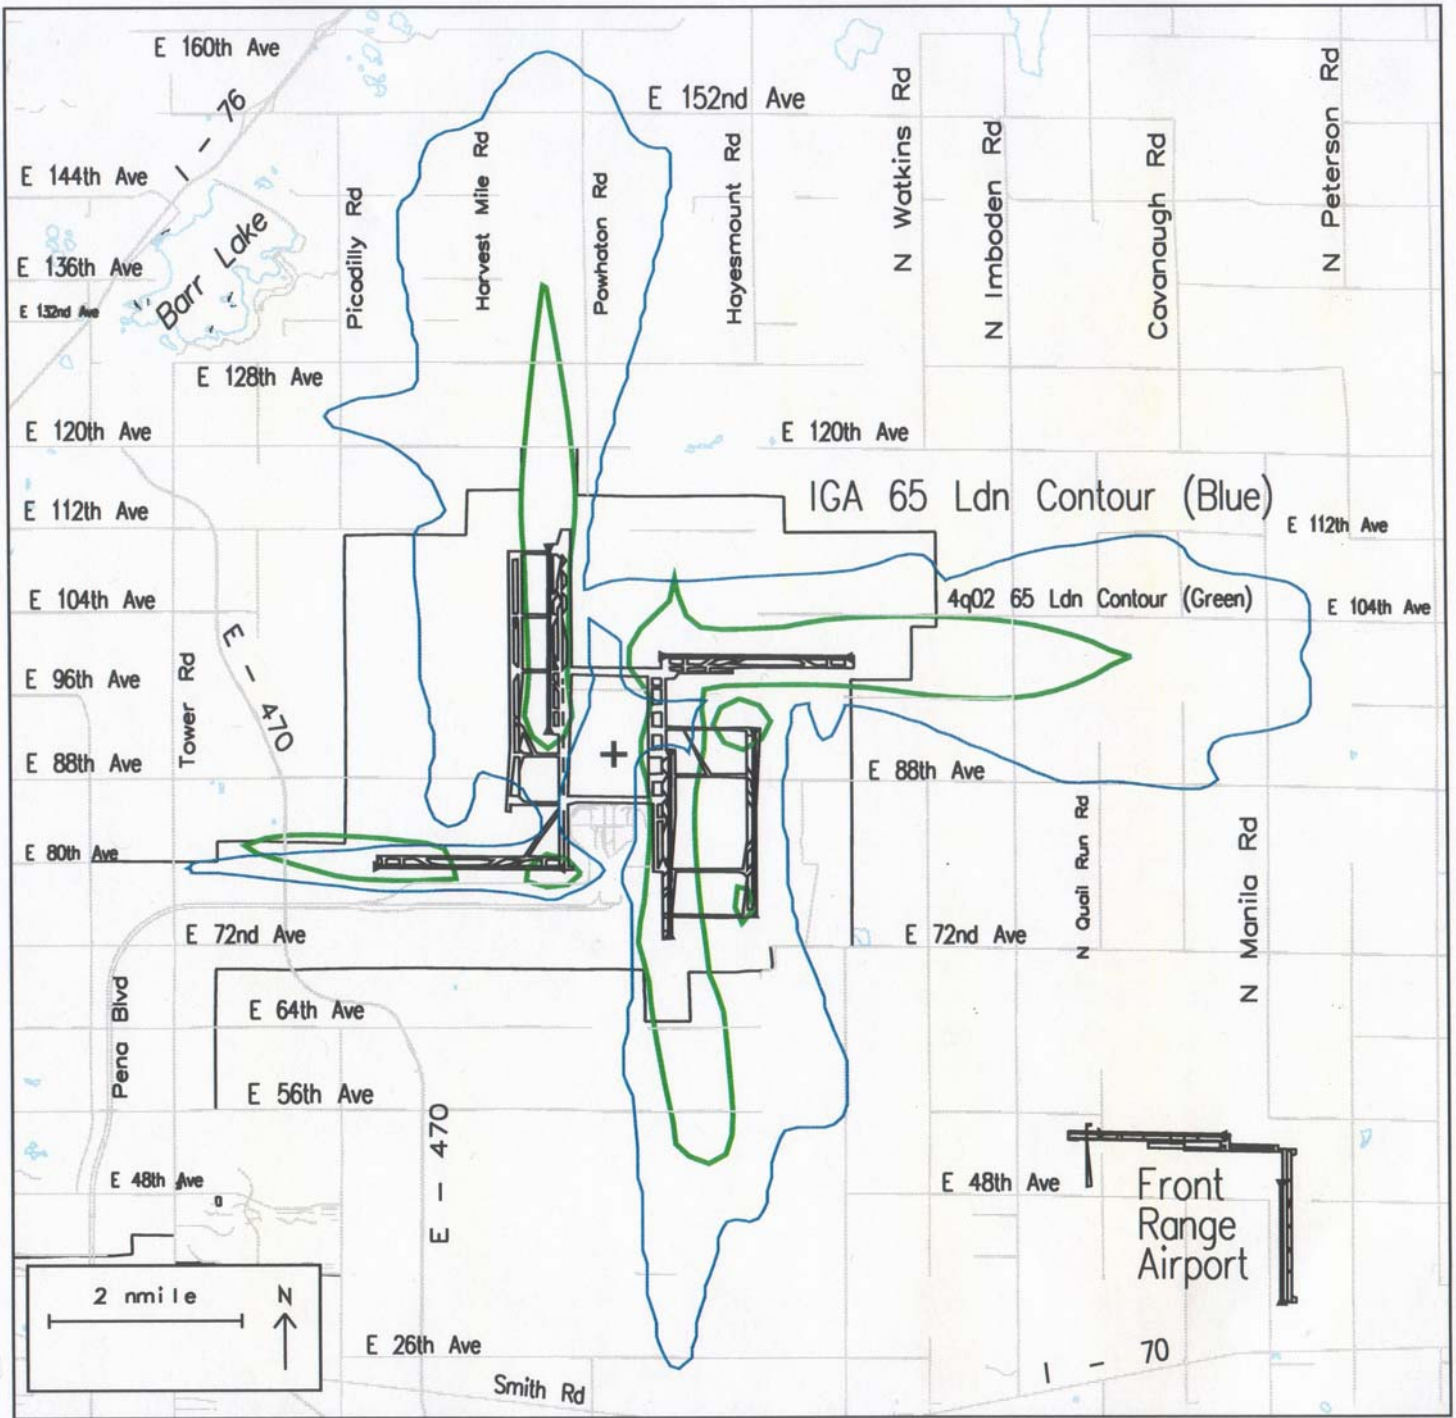 E 160th Ave
I - 76
E 152nd Ave
N Watkins Rd
N Imboden Rd
Cavanaugh Rd
N Peterson Rd
E 144th Ave
Barr Lake
Picadilly Rd
Harvest Mile Rd
Powhaton Rd
Hayesmount Rd
E 136th Ave
E 132nd Ave
E 128th Ave
E 120th Ave
E 120th Ave
IGA 65 Ldn Contour (Blue)
E 112th Ave
E 112th Ave
E 104th Ave
4q02 65 Ldn Contour (Green)
E 104th Ave
E - 470
Tower Rd
E 96th Ave
E 88th Ave
E 88th Ave
N Quail Run Rd
N Manila Rd
E 80th Ave
E 72nd Ave
E 72nd Ave
Pena Blvd
E 64th Ave
E 56th Ave
E - 470
E 48th Ave
E 48th Ave
Front
Range
Airport
2 nmile
N
E 26th Ave
I - 70
Smith Rd